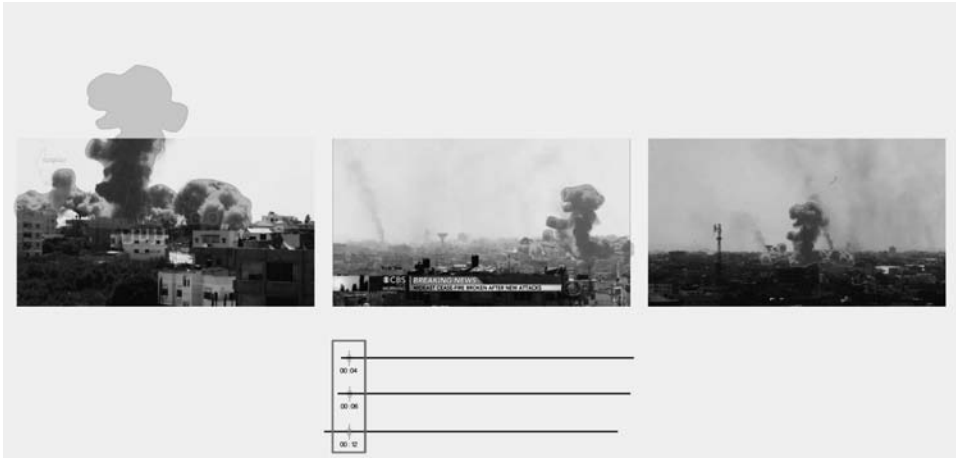 CBS
BREAKING NEWS
MIDEAST CEASE-FIRE BROKEN AFTER NEW ATTACKS
00:04
00:06
00:12